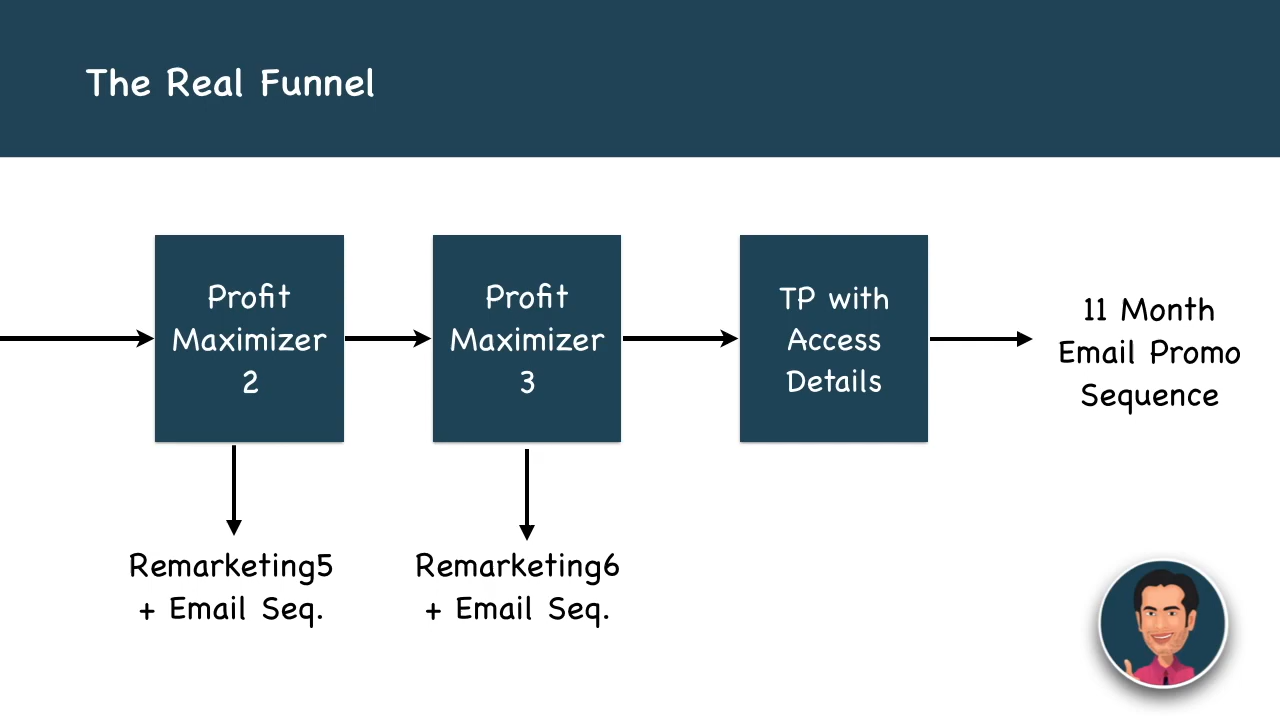 The Real Funnel
Profit
Maximizer
2
Profit
Maximizer
3
TP with
Access
Details
11 Month
Email Promo
Sequence
Remarketing5
+ Email Seq.
Remarketing6
+ Email Seq.